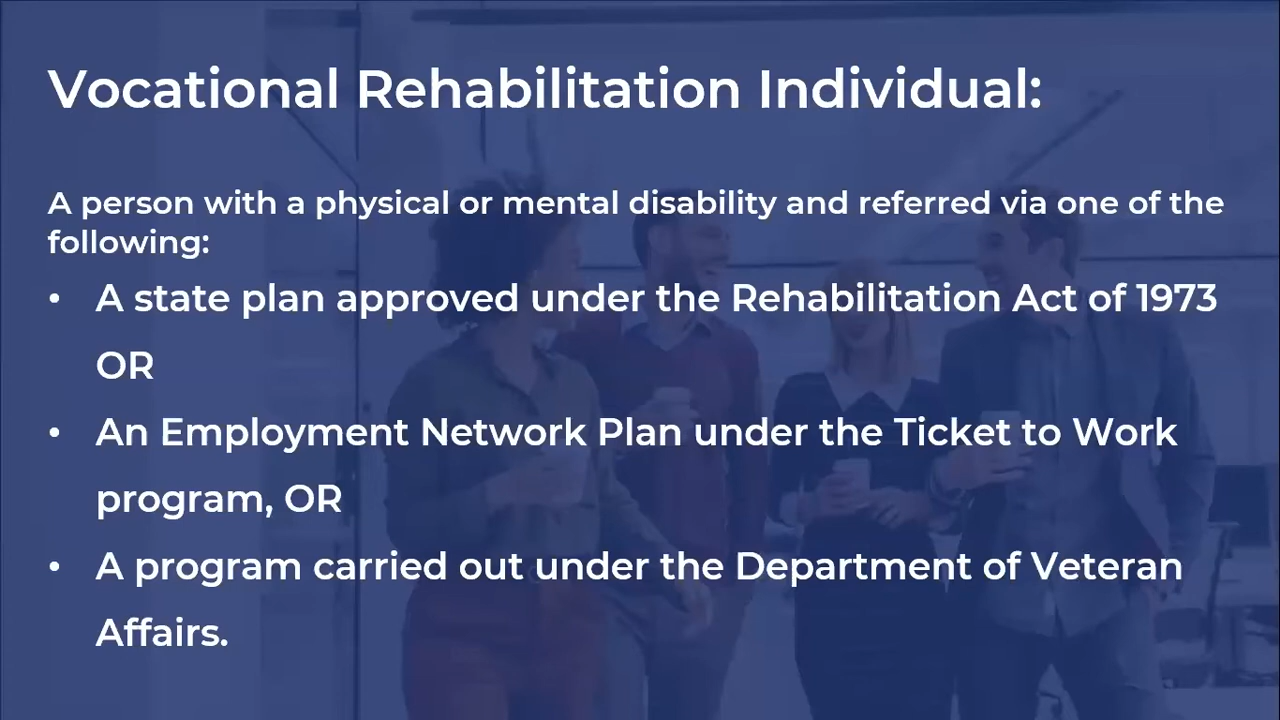 Vocational Rehabilitation Individual:
A person with a physical or mental disability and referred via one of the
following:
• A state plan approved under the Rehabilitation Act of 1973
OR
• An Employment Network Plan under the Ticket to Work
program, OR
• A program carried out under the Department of Veteran
Affairs.